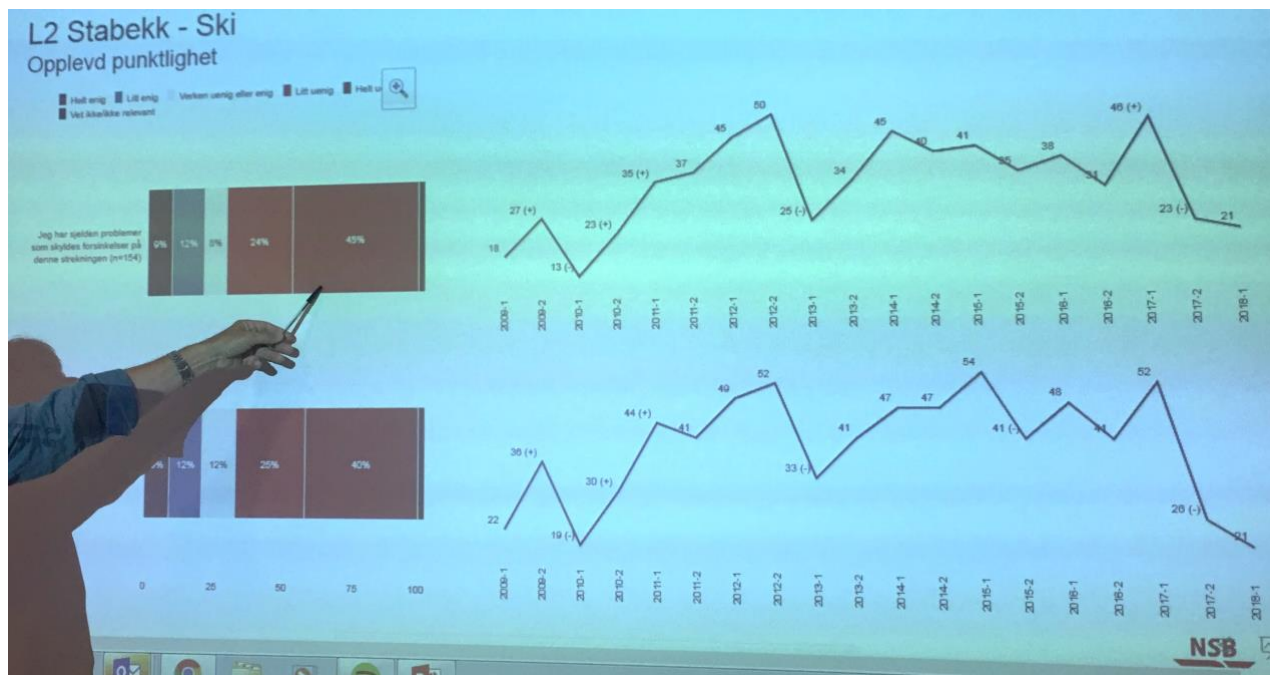 L2 Stabekk - Ski
Opplevd punktlighet
Helt enig Litt enig Verken uenig eller enig Litt uenig Helt u
Vet ikke/ikke relevant
Jeg har sjelden problemer
som skyldes forsinkelser på
denne strekningen (n=154)
9% 12% 8% 24% 45%
18 27 (+) 13 (-) 23 (+) 35 (+) 37 45 50 25 (-) 34 45 40 41 35 38 31 46 (+) 23 (-) 21
2009-1 2009-2 2010-1 2010-2 2011-1 2011-2 2012-1 2012-2 2013-1 2013-2 2014-1 2014-2 2015-1 2015-2 2016-1 2016-2 2017-1 2017-2 2018-1
12% 12% 25% 40%
22 36 (+) 19 (-) 30 (+) 44 (+) 41 49 52 33 (-) 41 47 47 54 41 (-) 48 41 52 26 (-) 21
0 25 50 75 100
2009-1 2009-2 2010-1 2010-2 2011-1 2011-2 2012-1 2012-2 2013-1 2013-2 2014-1 2014-2 2015-1 2015-2 2016-1 2016-2 2017-1 2017-2 2018-1
NSB